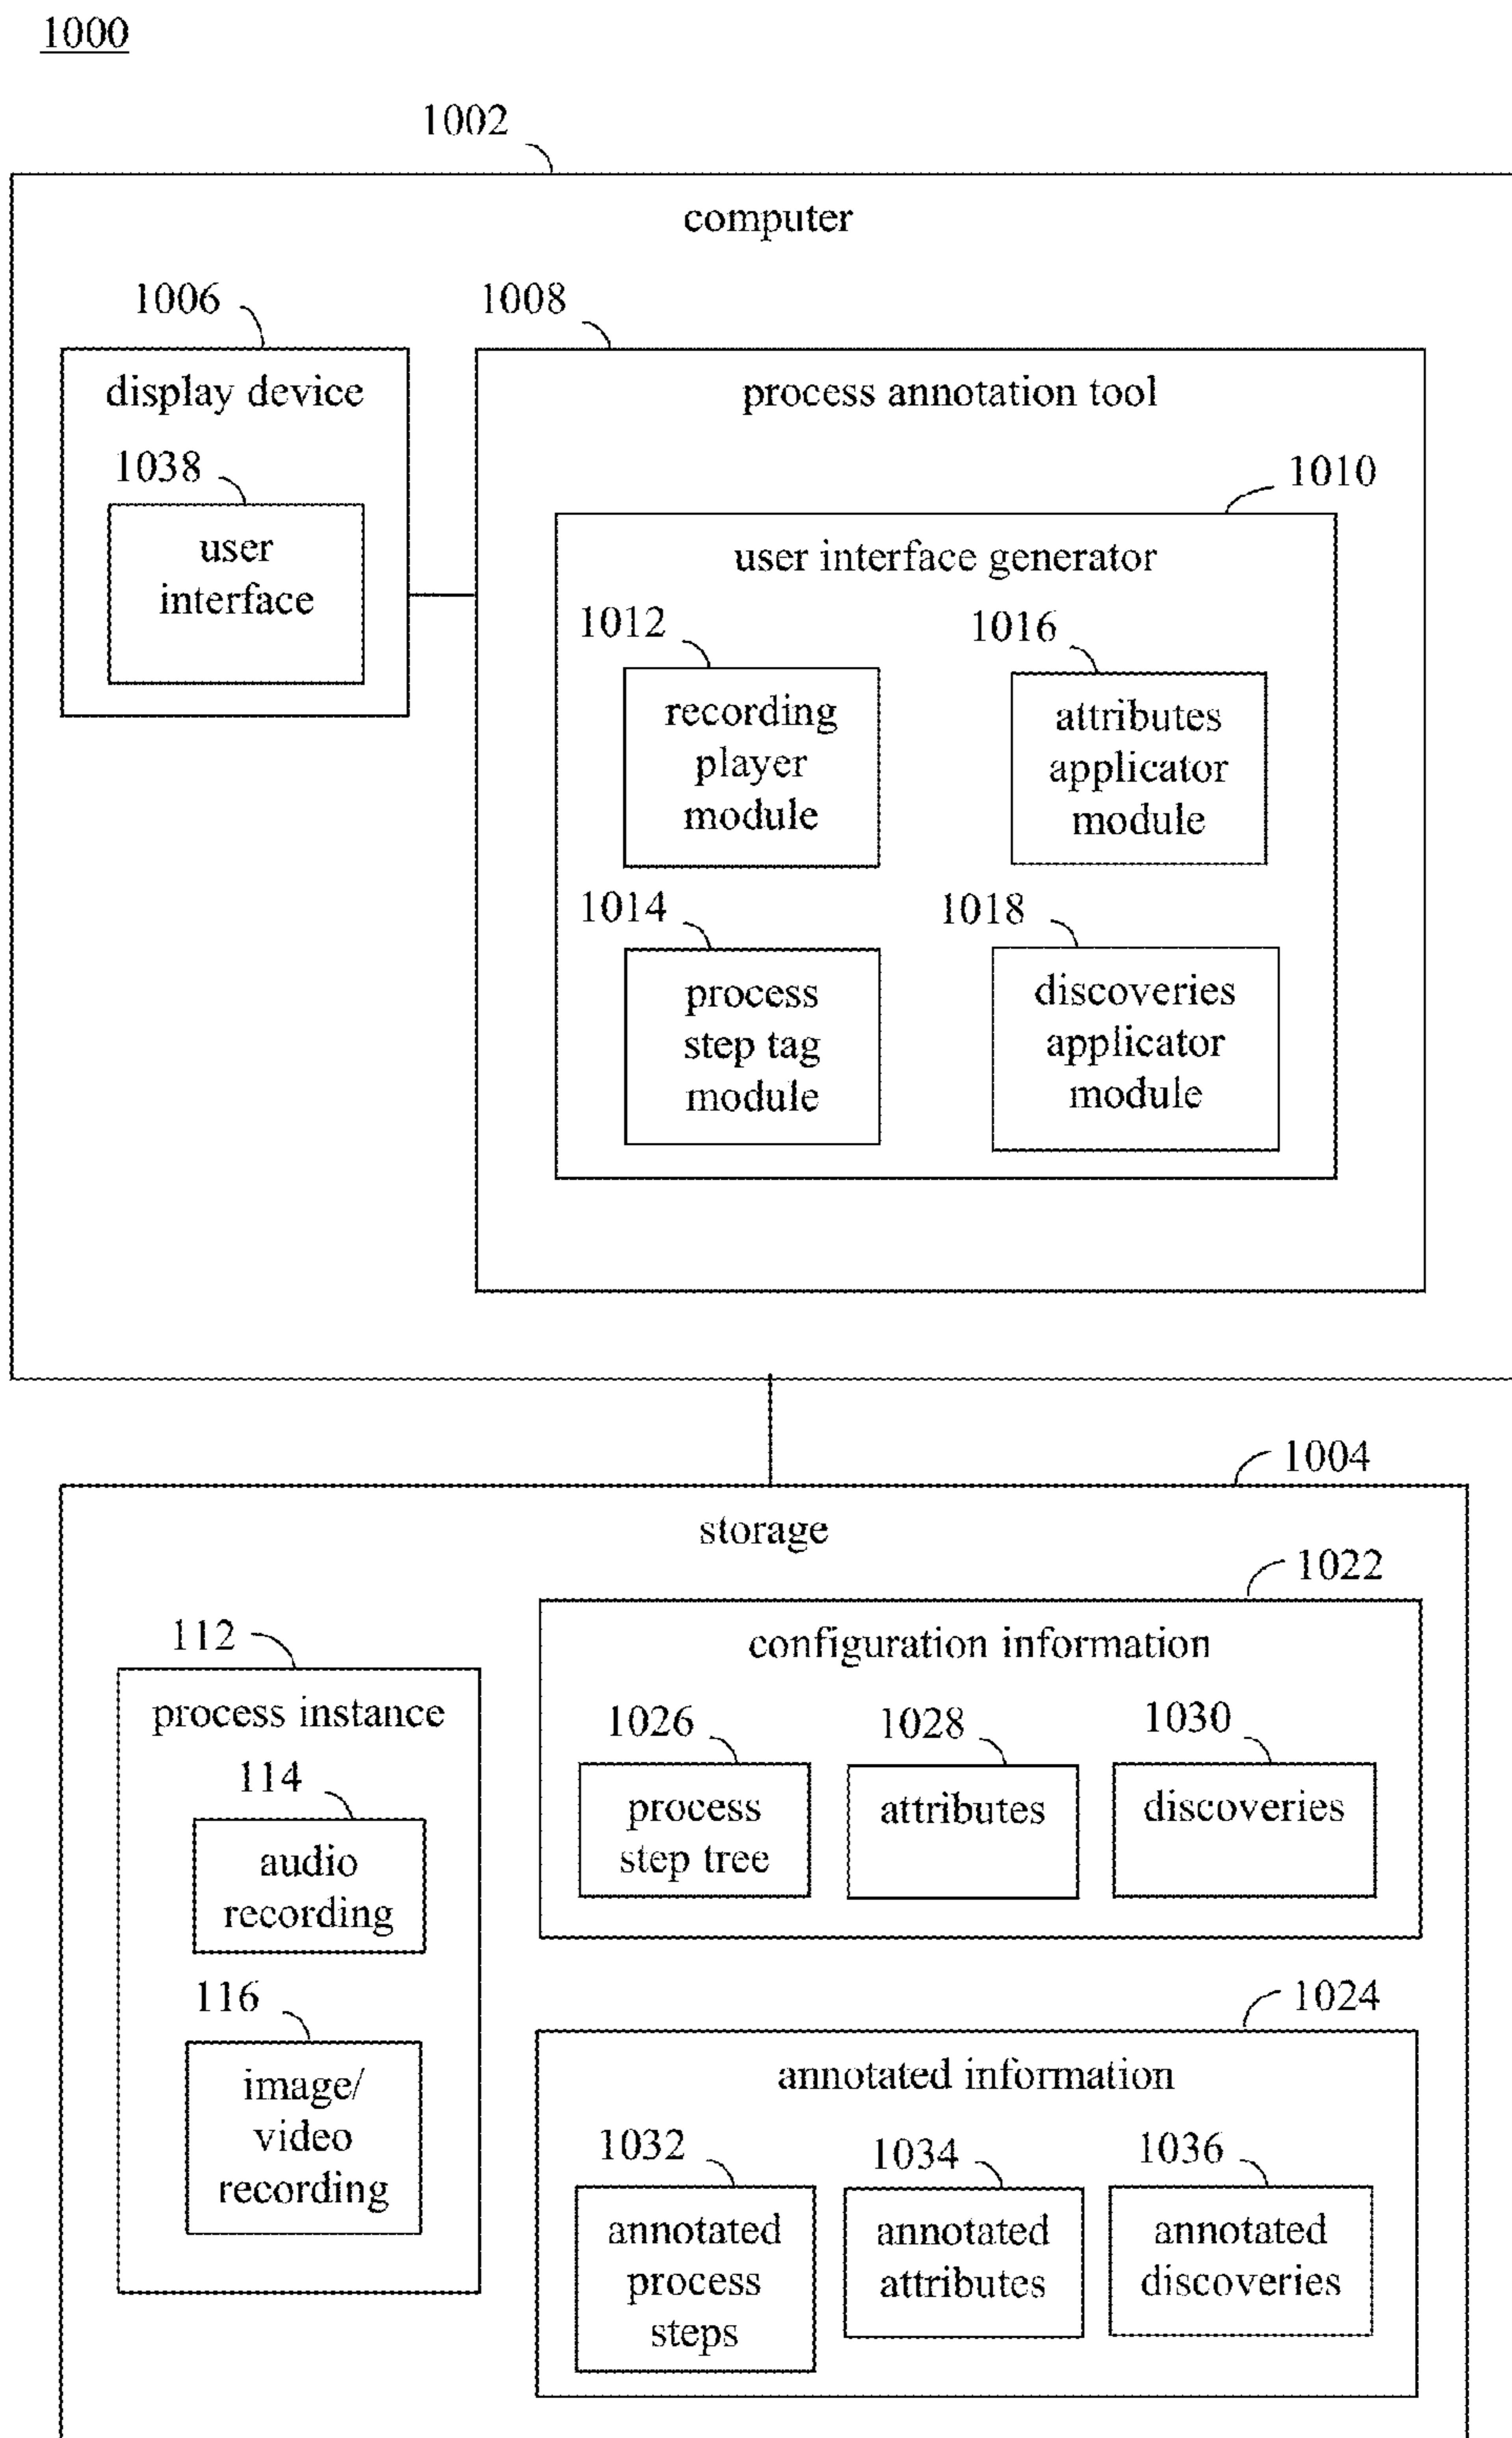 1000
1002
computer
1006
1008
display device
process annotation tool
1038
1010
user
interface
user interface generator
1012
1016
recording
player
module
attributes
applicator
module
1014
1018
process
step tag
module
discoveries
applicator
module
1004
storage
1022
112
configuration information
process instance
1026
1028
1030
114
process
step tree
attributes
discoveries
audio
recording
116
1024
image/
video
recording
annotated information
1032
1034
1036
annotated
process
steps
annotated
attributes
annotated
discoveries